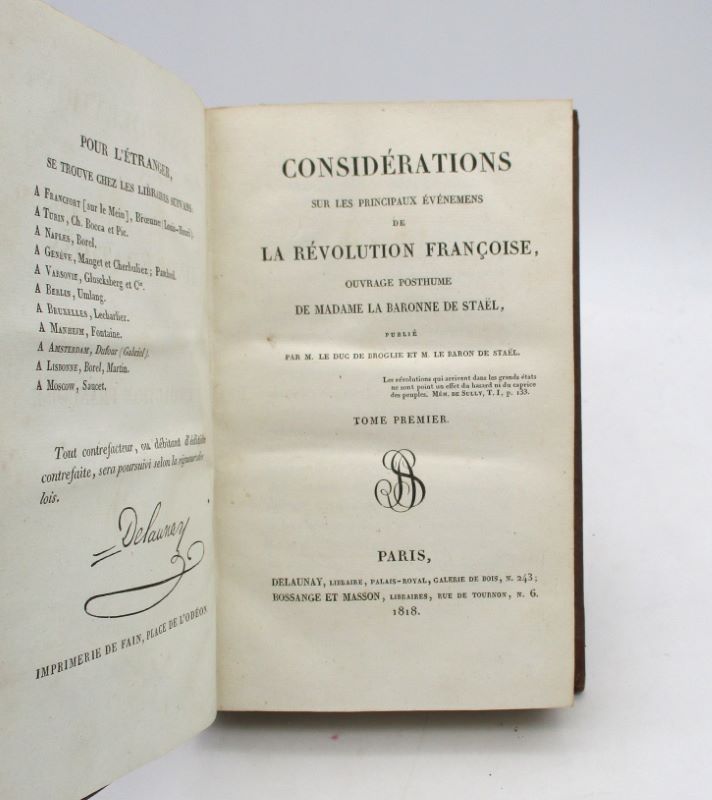 POUR L'ÉTRANGER,
SE TROUVE CHEZ LES LIBRAIRES SUIVANS:
A FRANCFORT [sur le Mein], Brœnner (Louis-Henri);
A TURIN, Ch. Bocca et Pic.
A NAPLES, Borel.
A GENÈVE, Manget et Cherbuliez; Paschoud.
A VARSOVIE, Glucksberg et Cie.
A BERLIN, Umlang.
A BRUXELLES, Lecharlier.
A MANHEIM, Fontaine.
A AMSTERDAM, Dufour (Gabriel).
A LISBONNE, Borel, Martin.
A MOSCOW, Saucet.
Tout contrefacteur, ou débitant d'édition
contrefaite, sera poursuivi selon la rigueur des
lois.
Delaunay
IMPRIMERIE DE FAIN, PLACE DE L'ODÉON.
CONSIDÉRATIONS
SUR LES PRINCIPAUX ÉVÉNEMENS
DE
LA RÉVOLUTION FRANÇOISE,
OUVRAGE POSTHUME
DE MADAME LA BARONNE DE STAËL,
PUBLIÉ
PAR M. LE DUC DE BROGLIE ET M. LE BARON DE STAËL.
Les révolutions qui arrivent dans les grands états
ne sont point un effet du hasard ni du caprice
des peuples. MÉM. DE SULLY, T. I, p. 133.
TOME PREMIER.
PARIS,
DELAUNAY, LIBRAIRE, PALAIS-ROYAL, GALERIE DE BOIS, N. 243;
BOSSANGE ET MASSON, LIBRAIRES, RUE DE TOURNON, N. 6.
1818.